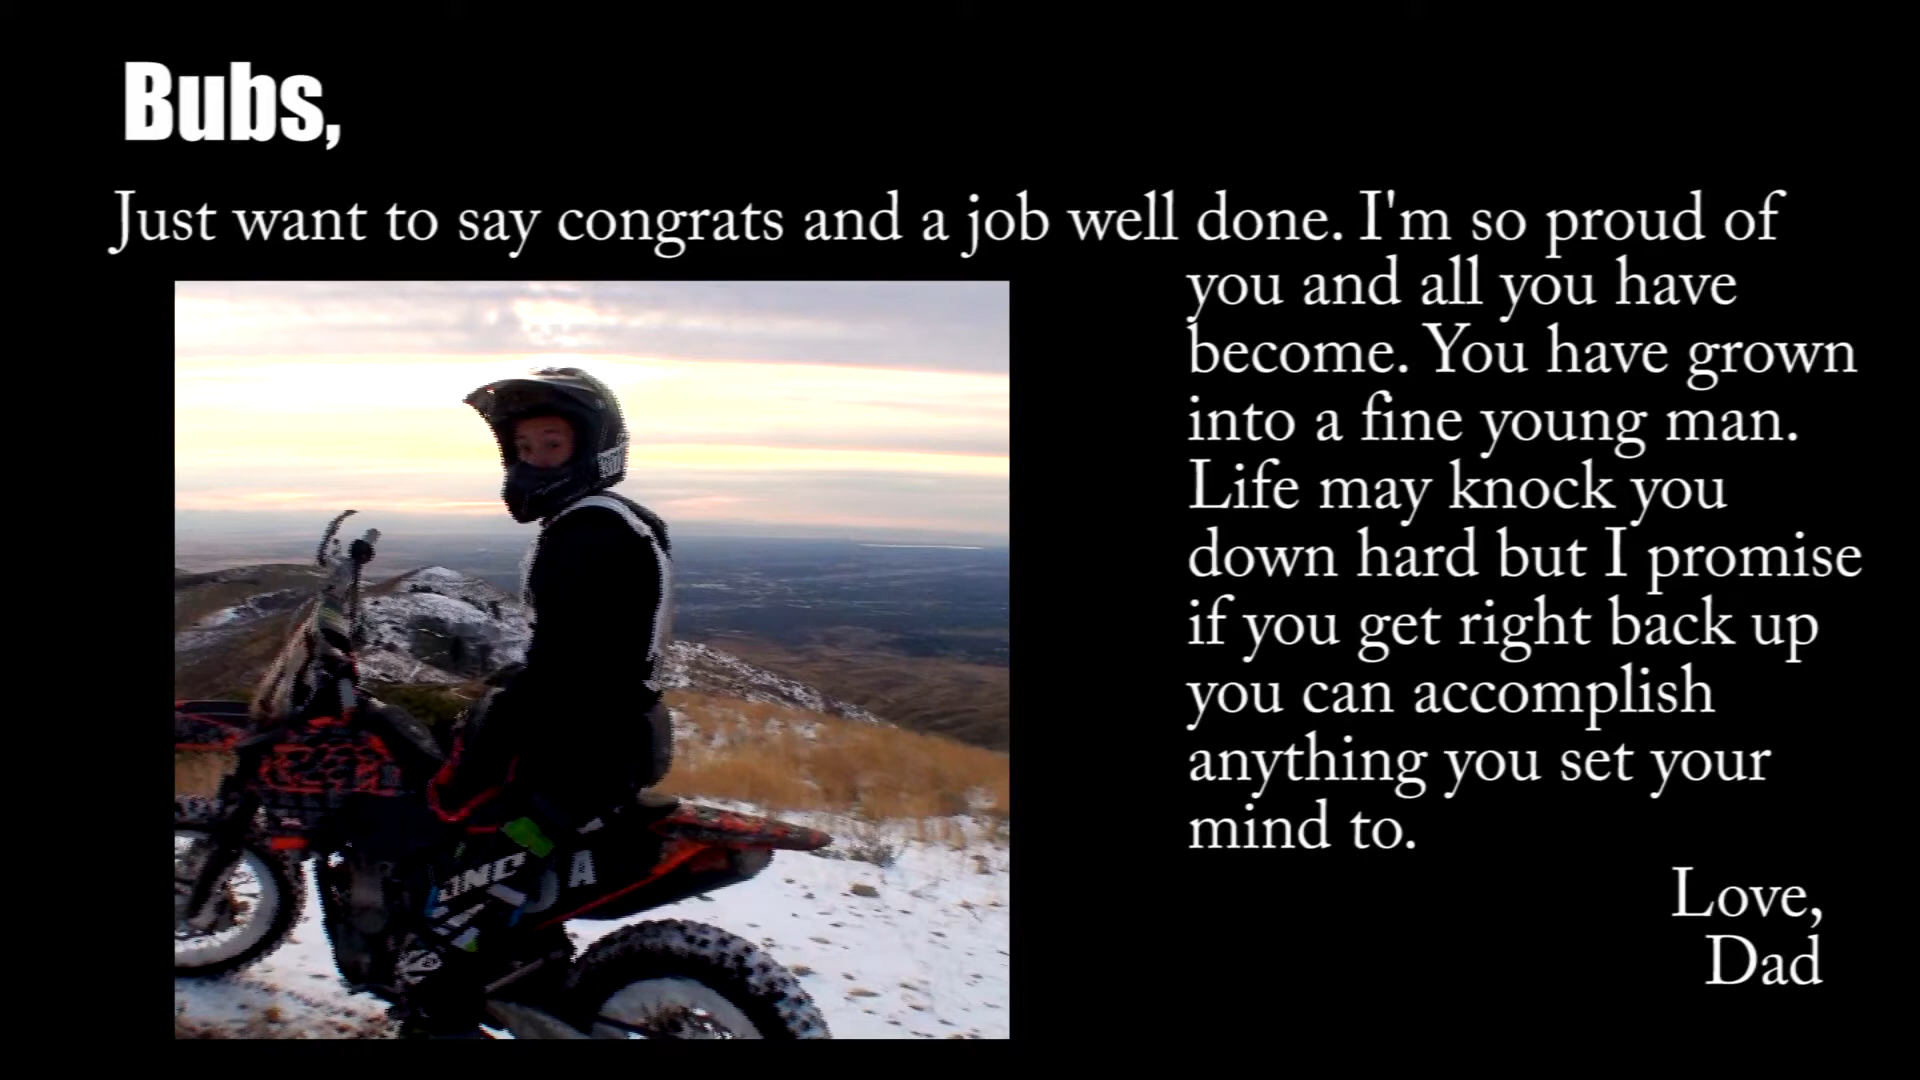 Bubs,
Just want to say congrats and a job well done. I'm so proud of
you and all you have
become. You have grown
into a fine young man.
Life may knock you
down hard but I promise
if you get right back up
you can accomplish
anything you set your
mind to.
Love,
Dad
A